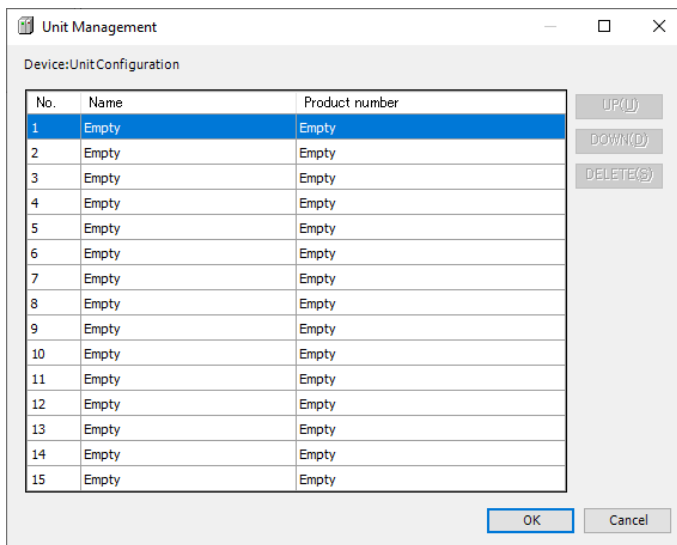 Unit Management
Device:UnitConfiguration
No. Name Product number
1 Empty Empty
2 Empty Empty
3 Empty Empty
4 Empty Empty
5 Empty Empty
6 Empty Empty
7 Empty Empty
8 Empty Empty
9 Empty Empty
10 Empty Empty
11 Empty Empty
12 Empty Empty
13 Empty Empty
14 Empty Empty
15 Empty Empty
UP(U)
DOWN(D)
DELETE(S)
OK Cancel